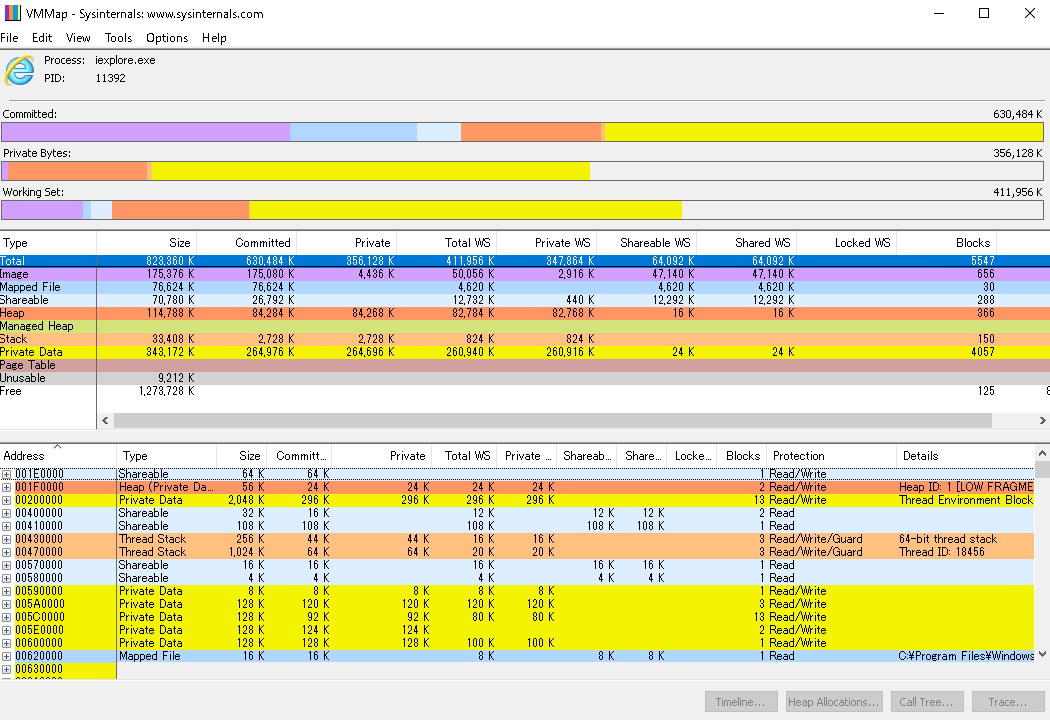 VMMap - Sysinternals: www.sysinternals.com
File Edit View Tools Options Help
Process: iexplore.exe
PID: 11392
Committed: 630,484 K
Private Bytes: 356,128 K
Working Set: 411,956 K
Type Size Committed Private Total WS Private WS Shareable WS Shared WS Locked WS Blocks
Total 823,360 K 630,484 K 356,128 K 411,956 K 347,864 K 64,092 K 64,092 K 5547
Image 175,376 K 175,080 K 4,436 K 50,056 K 2,916 K 47,140 K 47,140 K 656
Mapped File 76,624 K 76,624 K 4,620 K 4,620 K 4,620 K 30
Shareable 70,780 K 26,792 K 12,732 K 440 K 12,292 K 12,292 K 288
Heap 114,788 K 84,284 K 84,268 K 82,784 K 82,768 K 16 K 16 K 366
Managed Heap
Stack 33,408 K 2,728 K 2,728 K 824 K 824 K 150
Private Data 343,172 K 264,976 K 264,696 K 260,940 K 260,916 K 24 K 24 K 4057
Page Table
Unusable 9,212 K
Free 1,273,728 K 125
Address Type Size Committ... Private Total WS Private ... Shareab... Share... Locke... Blocks Protection Details
001E0000 Shareable 64 K 64 K 1 Read/Write
001F0000 Heap (Private Da... 56 K 24 K 24 K 24 K 24 K 2 Read/Write Heap ID: 1 [LOW FRAGME
00200000 Private Data 2,048 K 296 K 296 K 296 K 296 K 13 Read/Write Thread Environment Block
00400000 Shareable 32 K 16 K 12 K 12 K 12 K 2 Read
00410000 Shareable 108 K 108 K 108 K 108 K 108 K 1 Read
00430000 Thread Stack 256 K 44 K 44 K 16 K 16 K 3 Read/Write/Guard 64-bit thread stack
00470000 Thread Stack 1,024 K 64 K 64 K 20 K 20 K 3 Read/Write/Guard Thread ID: 18456
00570000 Shareable 16 K 16 K 16 K 16 K 16 K 1 Read
00580000 Shareable 4 K 4 K 4 K 4 K 4 K 1 Read
00590000 Private Data 8 K 8 K 8 K 8 K 8 K 1 Read/Write
005A0000 Private Data 128 K 120 K 120 K 120 K 120 K 3 Read/Write
005C0000 Private Data 128 K 92 K 92 K 80 K 80 K 13 Read/Write
005E0000 Private Data 128 K 124 K 124 K 2 Read/Write
00600000 Private Data 128 K 128 K 128 K 100 K 100 K 1 Read/Write
00620000 Mapped File 16 K 16 K 8 K 8 K 8 K 1 Read C:¥Program Files¥Windows
00630000
Timeline... Heap Allocations... Call Tree... Trace...